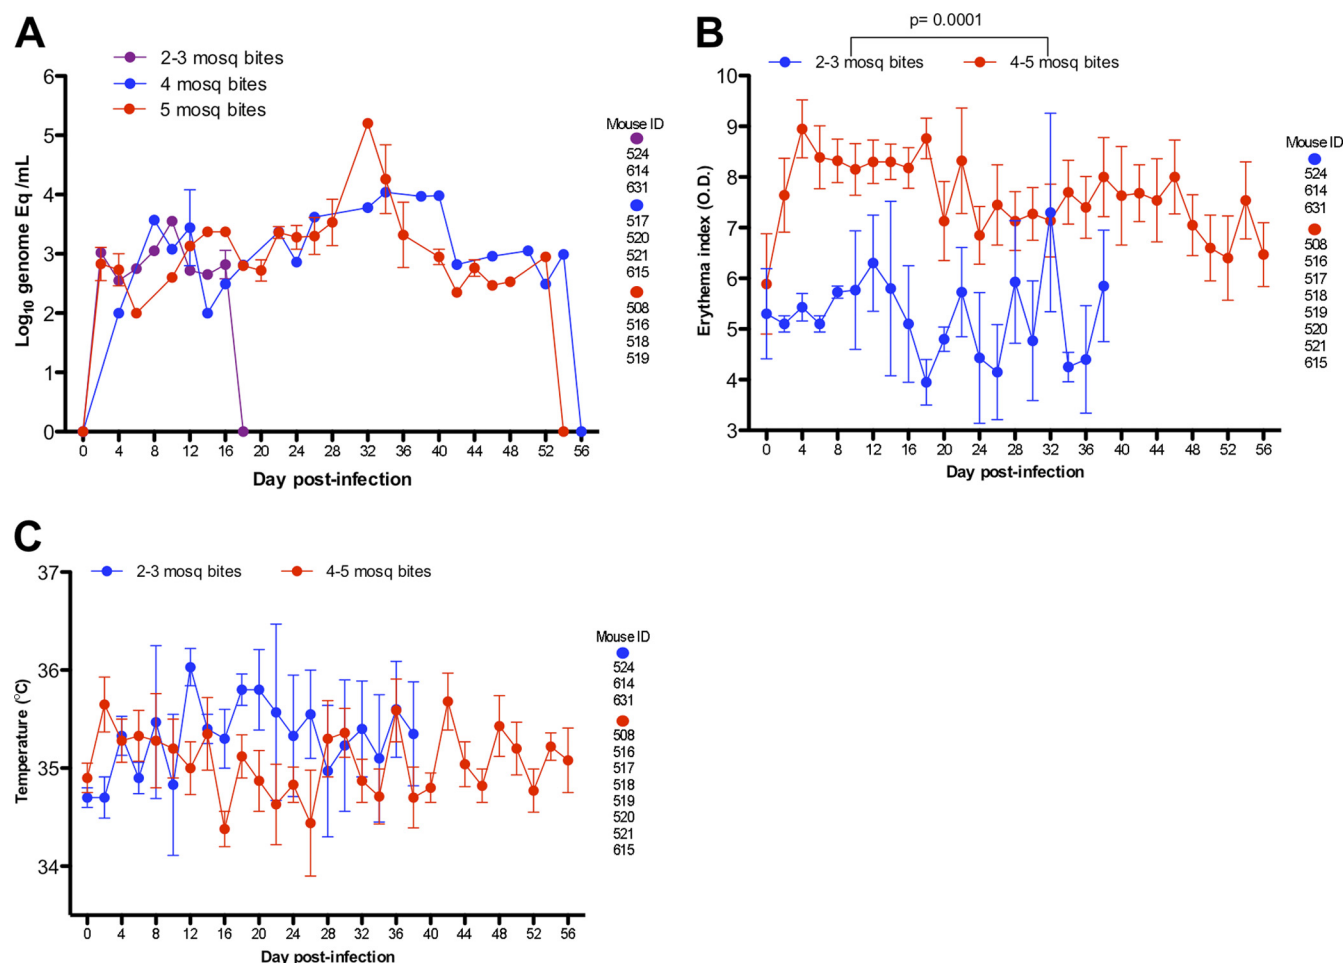 A
2-3 mosq bites
4 mosq bites
5 mosq bites
6
5
4
3
2
1
0
Log10 genome Eq /mL
0 4 8 12 16 20 24 28 32 36 40 44 48 52 56
Day post-infection
Mouse ID
524
614
631
517
520
521
615
508
516
518
519
B
p= 0.0001
2-3 mosq bites 4-5 mosq bites
10
9
8
7
6
5
4
3
Erythema index (O.D.)
0 4 8 12 16 20 24 28 32 36 40 44 48 52 56
Day post-infection
Mouse ID
524
614
631
508
516
517
518
519
520
521
615
C
2-3 mosq bites 4-5 mosq bites
37
36
35
34
Temperature (°C)
0 4 8 12 16 20 24 28 32 36 40 44 48 52 56
Day post-infection
Mouse ID
524
614
631
508
516
517
518
519
520
521
615